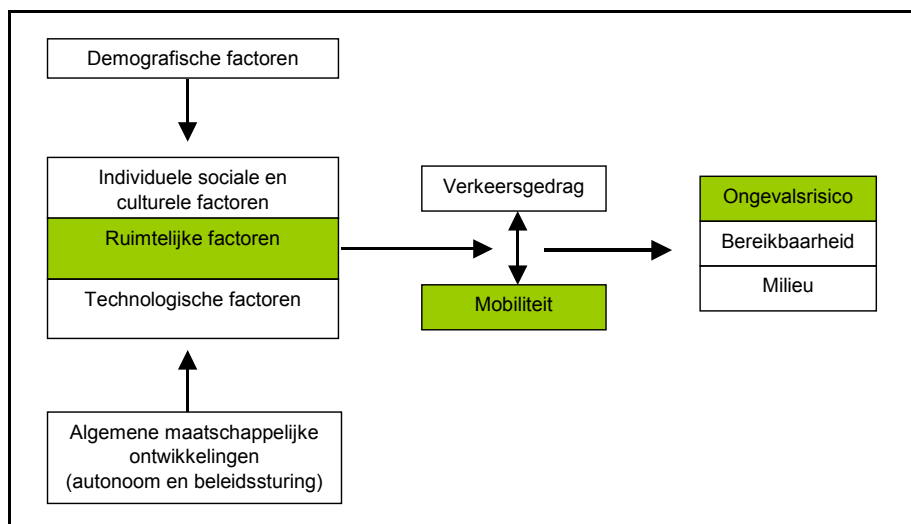 Demografische factoren
Individuele sociale en
culturele factoren
Ruimtelijke factoren
Technologische factoren
Algemene maatschappelijke
ontwikkelingen
(autonoom en beleidssturing)
Verkeersgedrag
Mobiliteit
Ongevalsrisico
Bereikbaarheid
Milieu